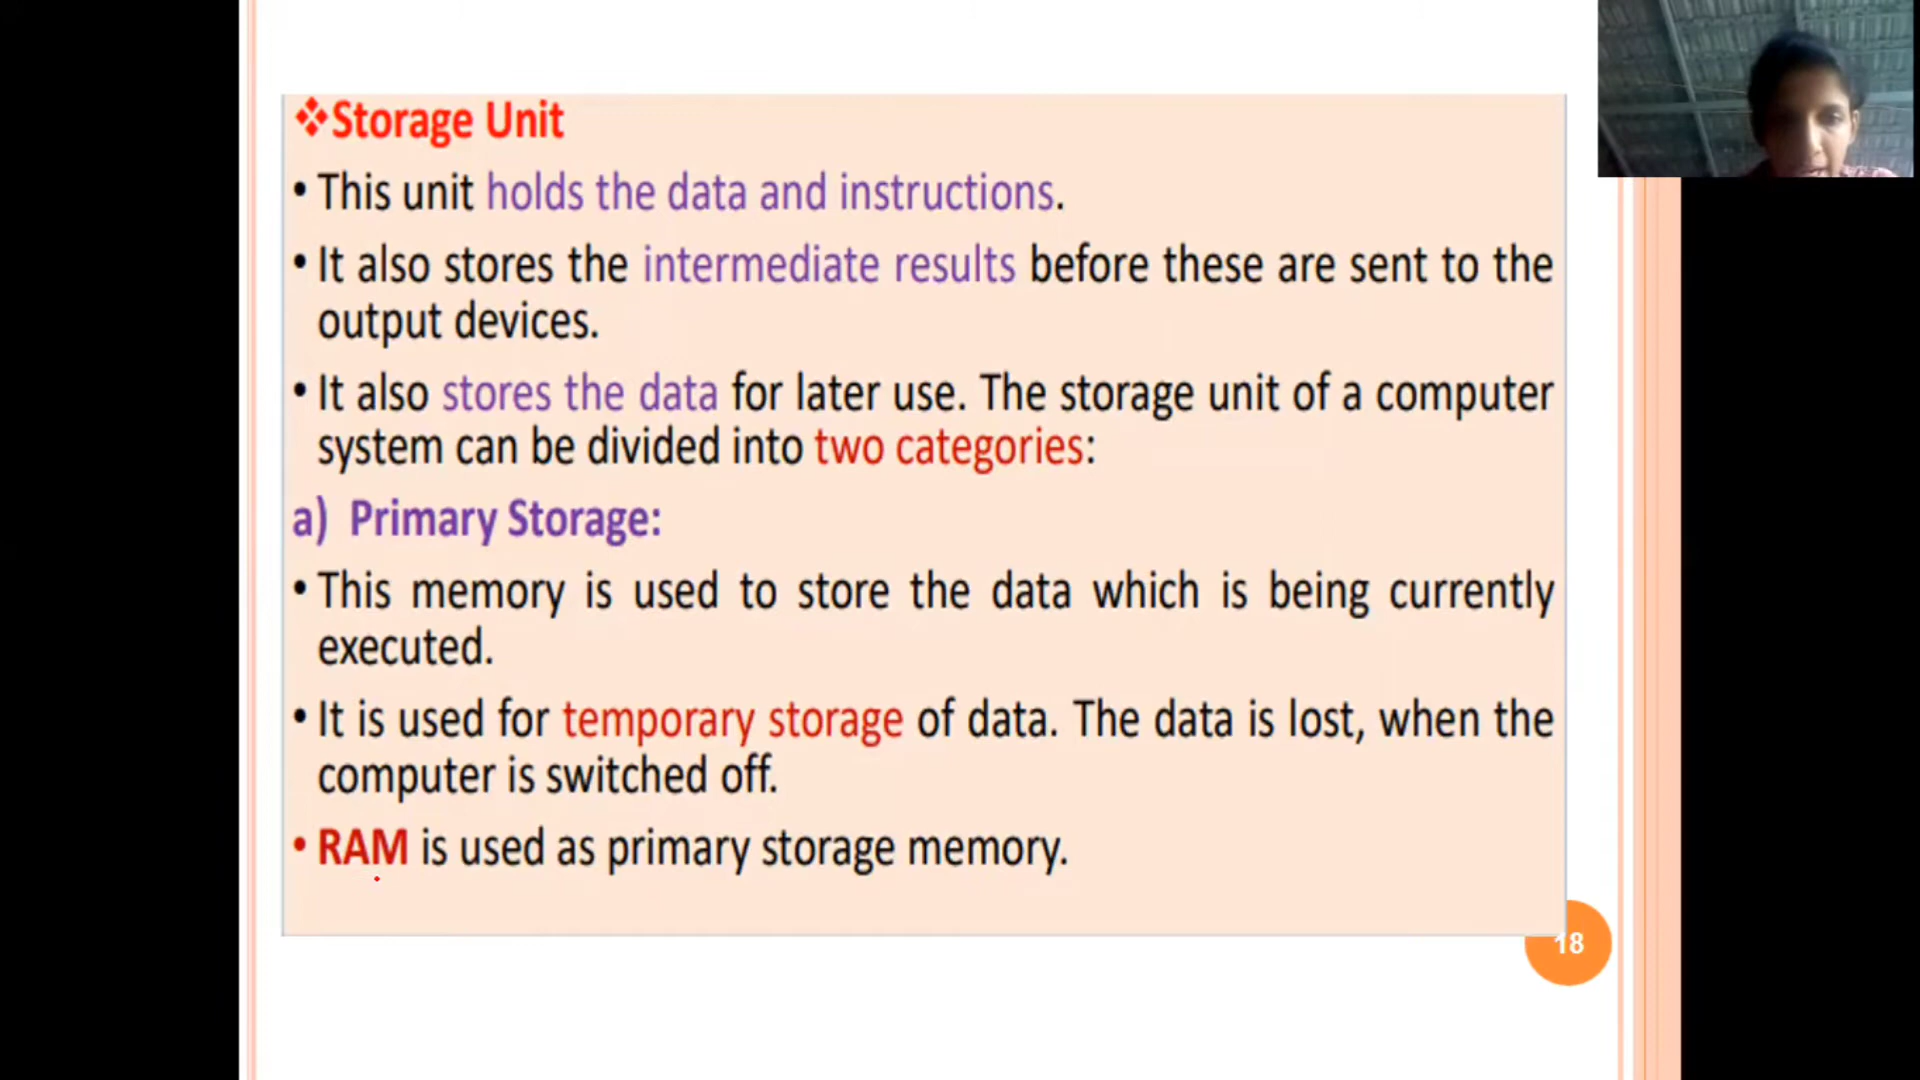 ❖Storage Unit
• This unit holds the data and instructions.
• It also stores the intermediate results before these are sent to the
output devices.
• It also stores the data for later use. The storage unit of a computer
system can be divided into two categories:
a) Primary Storage:
• This memory is used to store the data which is being currently
executed.
• It is used for temporary storage of data. The data is lost, when the
computer is switched off.
• RAM is used as primary storage memory.
18